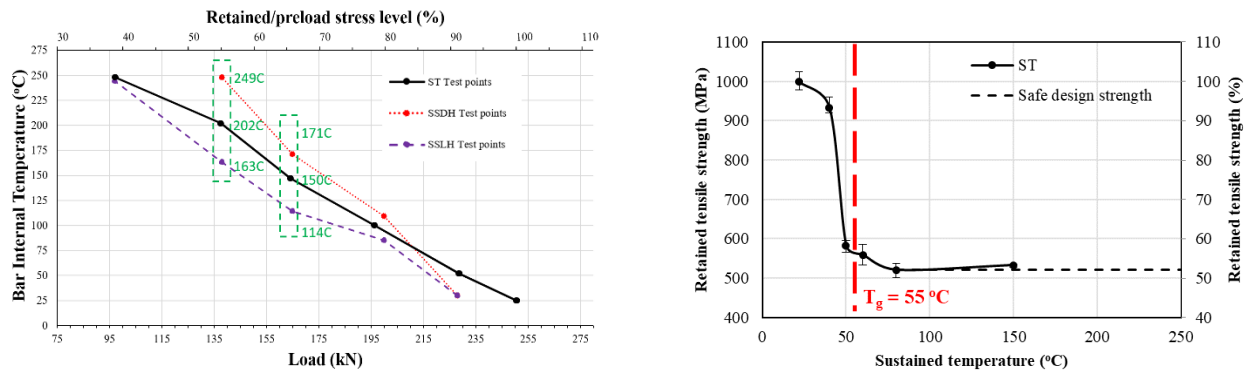 Retained/preload stress level (%)
30 40 50 60 70 80 90 100 110
Bar Internal Temperature (°C)
275
250
225
200
175
150
125
100
75
50
25
0
249C
202C
163C
171C
150C
114C
ST Test points
SSDH Test points
SSLH Test points
75 95 115 135 155 175 195 215 235 255 275
Load (kN)
Retained tensile strength (MPa)
1100
1000
900
800
700
600
500
400
ST
Safe design strength
Tg = 55 °C
0 50 100 150 200 250
Sustained temperature (°C)
110
100
90
80
70
60
50
40
Retained tensile strength (%)